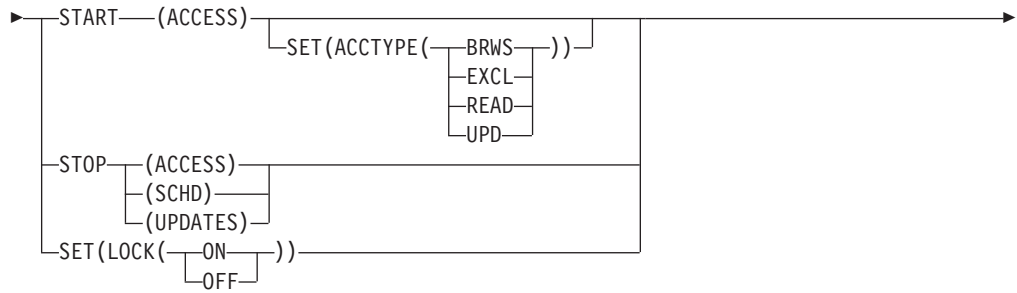 START (ACCESS)
SET(ACCTYPE( BRWS ))
EXCL
READ
UPD
STOP (ACCESS)
(SCHD)
(UPDATES)
SET(LOCK( ON ))
OFF